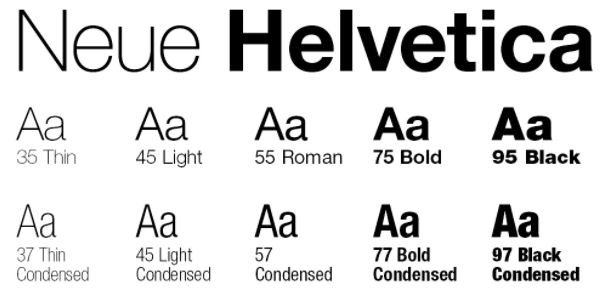 Neue Helvetica
Aa Aa Aa Aa Aa
35 Thin 45 Light 55 Roman 75 Bold 95 Black
Aa Aa Aa Aa Aa
37 Thin 45 Light 57 77 Bold 97 Black
Condensed Condensed Condensed Condensed Condensed